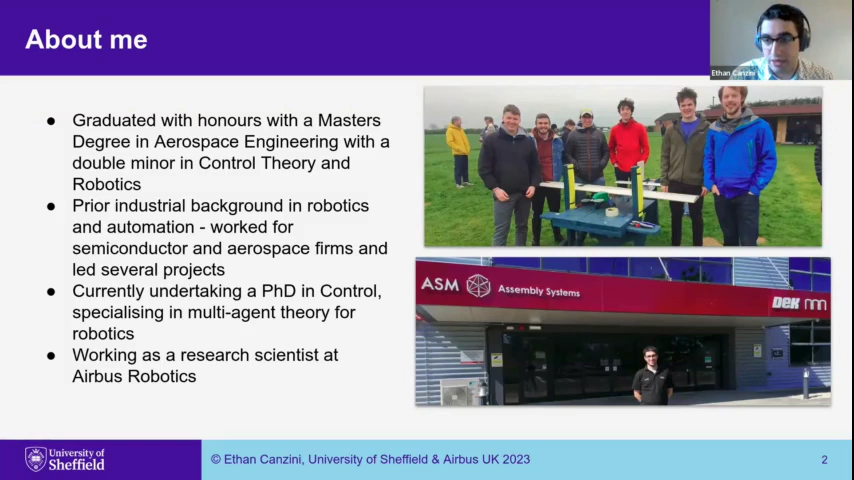 About me
Ethan Canzini
● Graduated with honours with a Masters
Degree in Aerospace Engineering with a
double minor in Control Theory and
Robotics
● Prior industrial background in robotics
and automation - worked for
semiconductor and aerospace firms and
led several projects
● Currently undertaking a PhD in Control,
specialising in multi-agent theory for
robotics
● Working as a research scientist at
Airbus Robotics
ASM Assembly Systems
DEK
University of
Sheffield
© Ethan Canzini, University of Sheffield & Airbus UK 2023
2